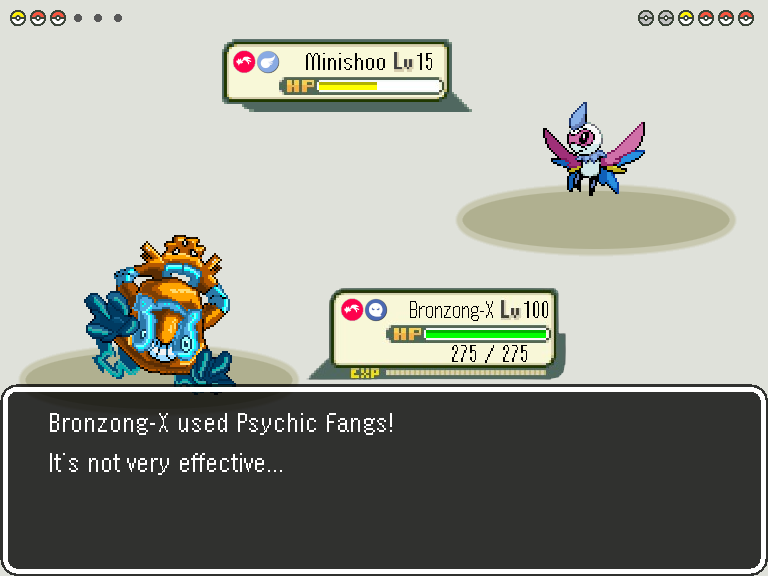 Minishoo Lv15
HP
Bronzong-X Lv100
HP
275 / 275
EXP
Bronzong-X used Psychic Fangs!
It's not very effective...